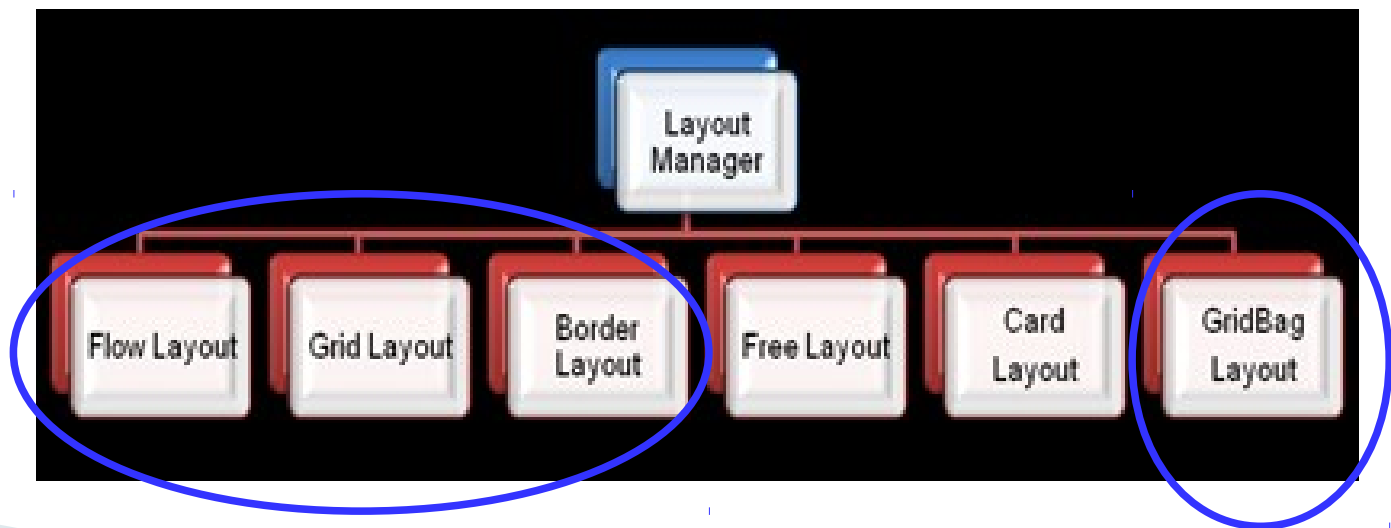 Layout
Manager
Flow Layout
Grid Layout
Border
Layout
Free Layout
Card
Layout
GridBag
Layout